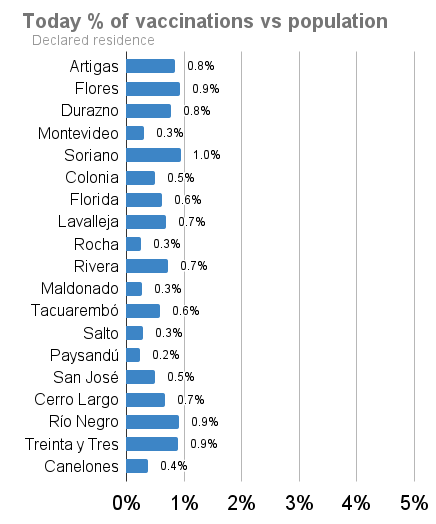 Today % of vaccinations vs population
Declared residence
Artigas 0.8%
Flores 0.9%
Durazno 0.8%
Montevideo 0.3%
Soriano 1.0%
Colonia 0.5%
Florida 0.6%
Lavalleja 0.7%
Rocha 0.3%
Rivera 0.7%
Maldonado 0.3%
Tacuarembó 0.6%
Salto 0.3%
Paysandú 0.2%
San José 0.5%
Cerro Largo 0.7%
Río Negro 0.9%
Treinta y Tres 0.9%
Canelones 0.4%
0% 1% 2% 3% 4% 5%